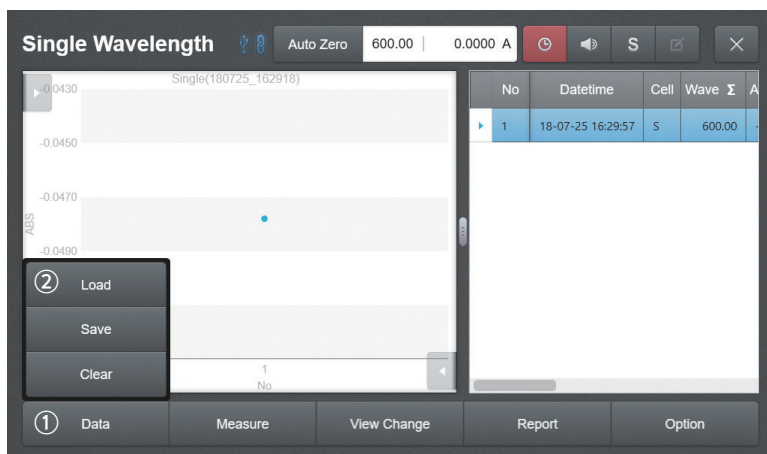 Single Wavelength Auto Zero 600.00 0.0000 A S
Single(180725_162918)
-0.0430
-0.0450
-0.0470
-0.0490
ABS
1
No
No Datetime Cell Wave Σ A
1 18-07-25 16:29:57 S 600.00 -
② Load
Save
Clear
① Data Measure View Change Report Option